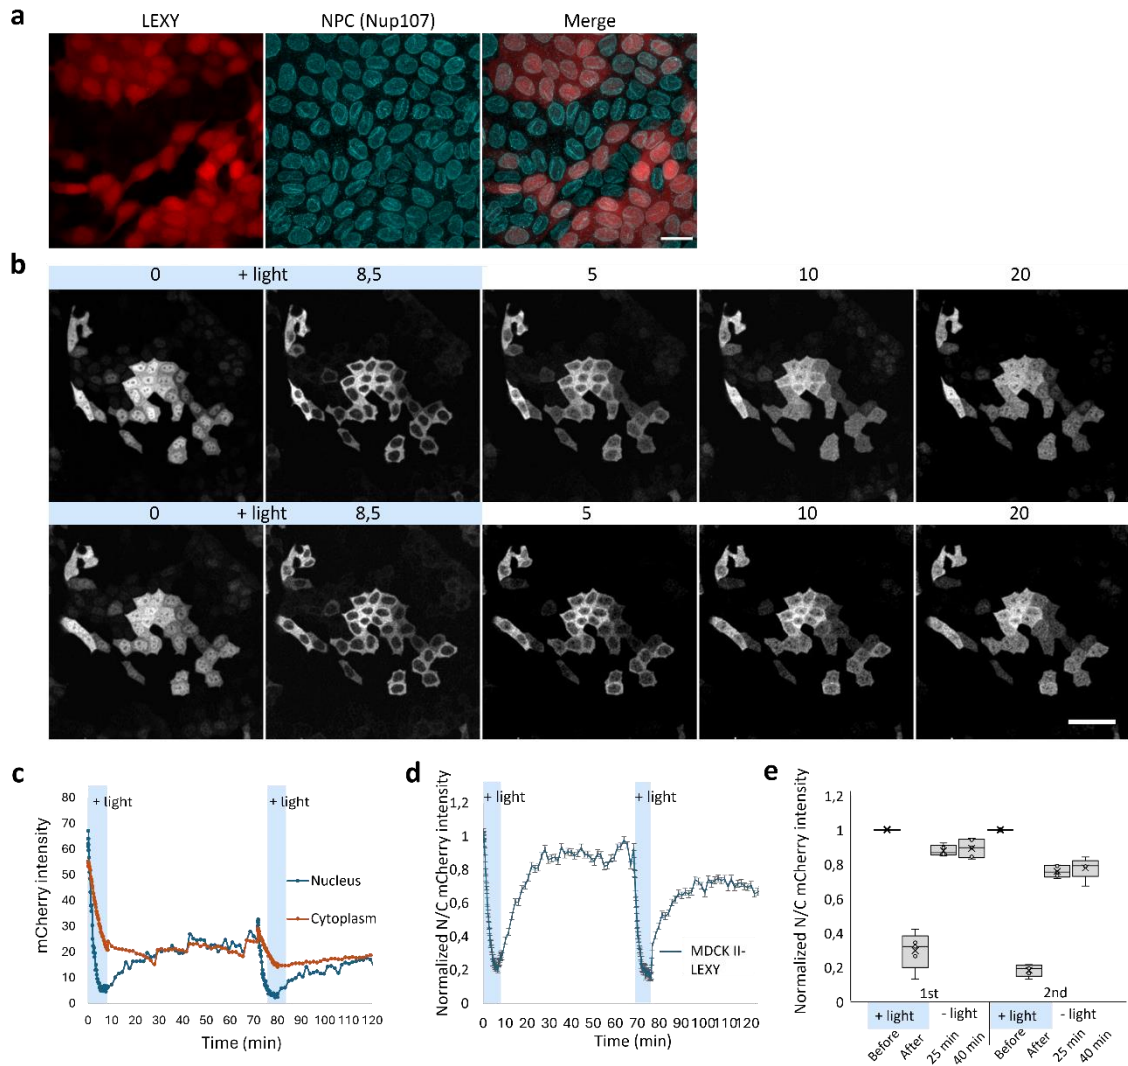 a
LEXY NPC (Nup107) Merge
b
0 + light 8,5 5 10 20
0 + light 8,5 5 10 20
c
mCherry intensity
80
70
60
50
40
30
20
10
0
+ light + light
Nucleus
Cytoplasm
0 10 20 30 40 50 60 70 80 90 100 110 120
Time (min)
d
Normalized N/C mCherry intensity
1,2
1
0,8
0,6
0,4
0,2
0
+ light + light
MDCK II-
LEXY
0 10 20 30 40 50 60 70 80 90 100110120
Time (min)
e
Normalized N/C mCherry intensity
1,2
1
0,8
0,6
0,4
0,2
0
1st 2nd
+ light - light + light - light
Before After 25 min 40 min Before After 25 min 40 min